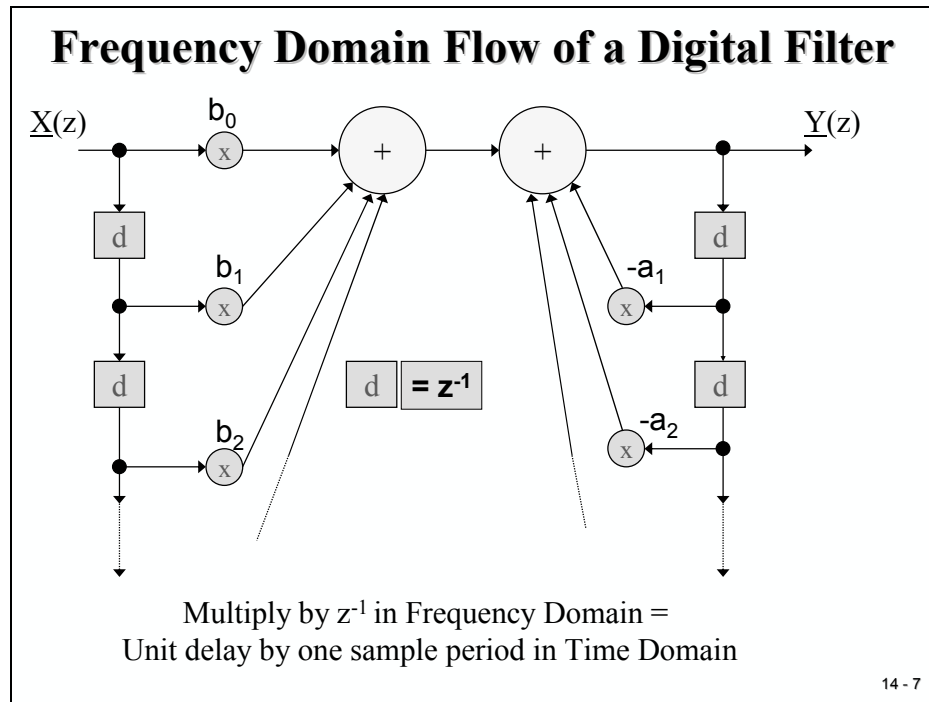 Frequency Domain Flow of a Digital Filter
X(z) b₀ + + Y(z)
x
d d
b₁ -a₁
x x
d d = z⁻¹ d
b₂ -a₂
x x
Multiply by z⁻¹ in Frequency Domain =
Unit delay by one sample period in Time Domain
14 - 7